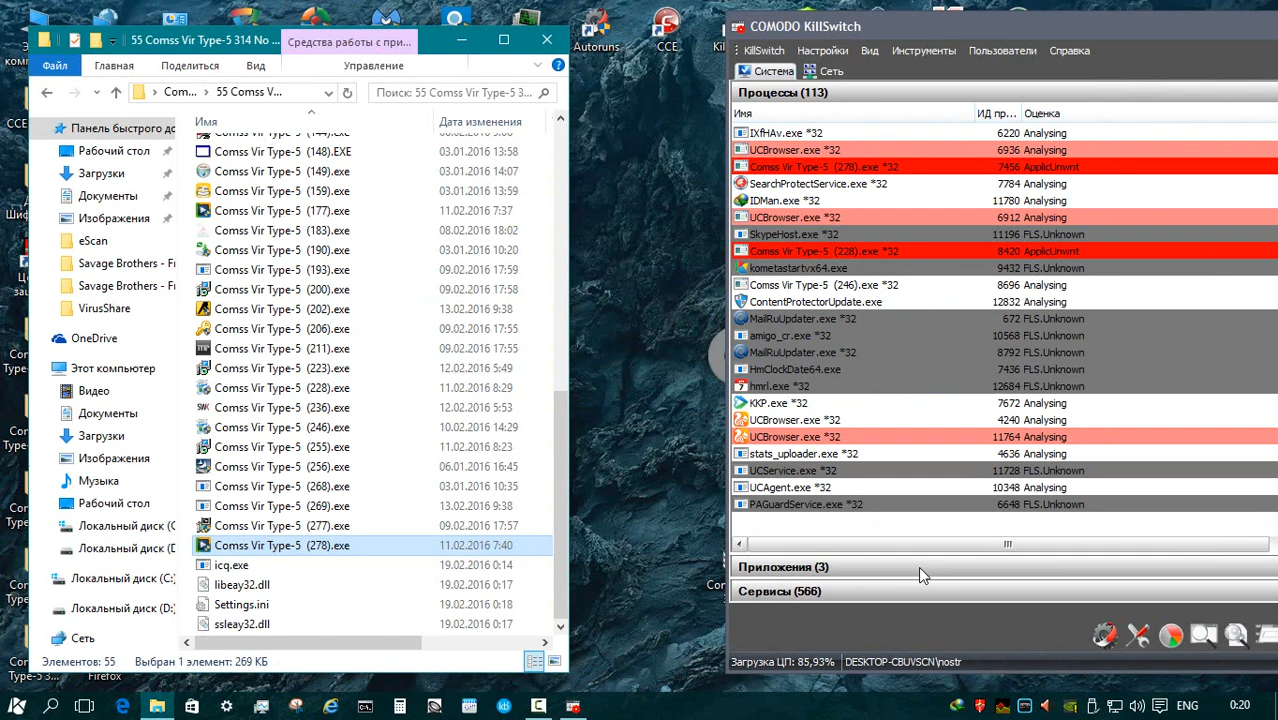 Autoruns
CCE
55 Comss Vir Type-5 314 No ...
Средства работы с при...
Файл
Главная
Поделиться
Вид
Управление
Com...
55 Comss V...
Поиск: 55 Comss Vir Type-5 3...
Имя
Дата изменения
Панель быстрого до
Рабочий стол
Загрузки
Документы
Изображения
eScan
Savage Brothers - Fr
Savage Brothers - Fr
VirusShare
OneDrive
Этот компьютер
Видео
Документы
Загрузки
Изображения
Музыка
Рабочий стол
Локальный диск (C
Локальный диск (D
Локальный диск (C:)
Локальный диск (D:)
Сеть
Comss Vir Type-5 (148).EXE 03.01.2016 13:58
Comss Vir Type-5 (149).exe 03.01.2016 14:07
Comss Vir Type-5 (159).exe 03.01.2016 13:59
Comss Vir Type-5 (177).exe 11.02.2016 7:37
Comss Vir Type-5 (183).exe 08.02.2016 18:02
Comss Vir Type-5 (190).exe 03.01.2016 10:20
Comss Vir Type-5 (193).exe 09.02.2016 17:59
Comss Vir Type-5 (200).exe 09.02.2016 17:58
Comss Vir Type-5 (202).exe 13.02.2016 9:38
Comss Vir Type-5 (206).exe 09.02.2016 17:55
Comss Vir Type-5 (211).exe 09.02.2016 17:55
Comss Vir Type-5 (223).exe 12.02.2016 5:49
Comss Vir Type-5 (228).exe 11.02.2016 8:29
Comss Vir Type-5 (236).exe 12.02.2016 5:53
Comss Vir Type-5 (246).exe 10.02.2016 14:29
Comss Vir Type-5 (255).exe 11.02.2016 8:23
Comss Vir Type-5 (256).exe 06.01.2016 16:45
Comss Vir Type-5 (268).exe 03.01.2016 10:35
Comss Vir Type-5 (269).exe 13.02.2016 9:38
Comss Vir Type-5 (277).exe 09.02.2016 17:57
Comss Vir Type-5 (278).exe 11.02.2016 7:40
icq.exe 19.02.2016 0:14
libeay32.dll 19.02.2016 0:17
Settings.ini 19.02.2016 0:18
ssleay32.dll 19.02.2016 0:17
Элементов: 55 Выбран 1 элемент: 269 КБ
Firefox
COMODO KillSwitch
KillSwitch Настройки Вид Инструменты Пользователи Справка
Система Сеть
Процессы (113)
Имя ИД пр... Оценка
IXfHAv.exe *32 6220 Analysing
UCBrowser.exe *32 6936 Analysing
Comss Vir Type-5 (278).exe *32 7456 ApplicUnwnt
SearchProtectService.exe *32 7784 Analysing
IDMan.exe *32 11780 Analysing
UCBrowser.exe *32 6912 Analysing
SkypeHost.exe *32 11196 FLS.Unknown
Comss Vir Type-5 (228).exe *32 8420 ApplicUnwnt
kometastartvx64.exe 9432 FLS.Unknown
Comss Vir Type-5 (246).exe *32 8696 Analysing
ContentProtectorUpdate.exe 12832 Analysing
MailRuUpdater.exe *32 672 FLS.Unknown
amigo_cr.exe *32 10568 FLS.Unknown
MailRuUpdater.exe *32 8792 FLS.Unknown
HmClockDate64.exe 7436 FLS.Unknown
hmrl.exe *32 12684 FLS.Unknown
KKP.exe *32 7672 Analysing
UCBrowser.exe *32 4240 Analysing
UCBrowser.exe *32 11764 Analysing
stats_uploader.exe *32 4636 Analysing
UCService.exe *32 11728 FLS.Unknown
UCAgent.exe *32 10348 Analysing
PAGuardService.exe *32 6648 FLS.Unknown
Приложения (3)
Сервисы (566)
Загрузка ЦП: 85,93% DESKTOP-CBUVSCN\nostr
ENG
0:20